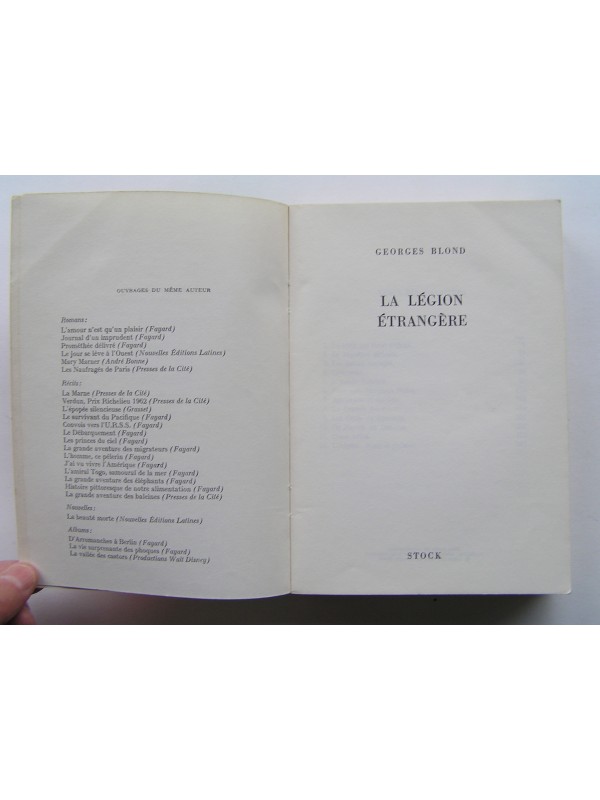 OUVRAGES DU MÊME AUTEUR
Romans :
L'amour n'est qu'un plaisir (Fayard)
Journal d'un imprudent (Fayard)
Prométhée délivré (Fayard)
Le jour se lève à l'Ouest (Nouvelles Éditions Latines)
Mary Marner (André Bonne)
Les Naufragés de Paris (Presses de la Cité)
Récits :
La Marne (Presses de la Cité)
Verdun, Prix Richelieu 1962 (Presses de la Cité)
L'épopée silencieuse (Grasset)
Le survivant du Pacifique (Fayard)
Convois vers l'U.R.S.S. (Fayard)
Le Débarquement (Fayard)
Les princes du ciel (Fayard)
La grande aventure des migrateurs (Fayard)
L'homme, ce pèlerin (Fayard)
J'ai vu vivre l'Amérique (Fayard)
L'amiral Togo, samouraï de la mer (Fayard)
La grande aventure des éléphants (Fayard)
Histoire pittoresque de notre alimentation (Fayard)
La grande aventure des baleines (Presses de la Cité)
Nouvelles :
La beauté morte (Nouvelles Éditions Latines)
Albums :
D'Arromanches à Berlin (Fayard)
La vie surprenante des phoques (Fayard)
La vallée des castors (Productions Walt Disney)
GEORGES BLOND
LA LÉGION
ÉTRANGÈRE
STOCK